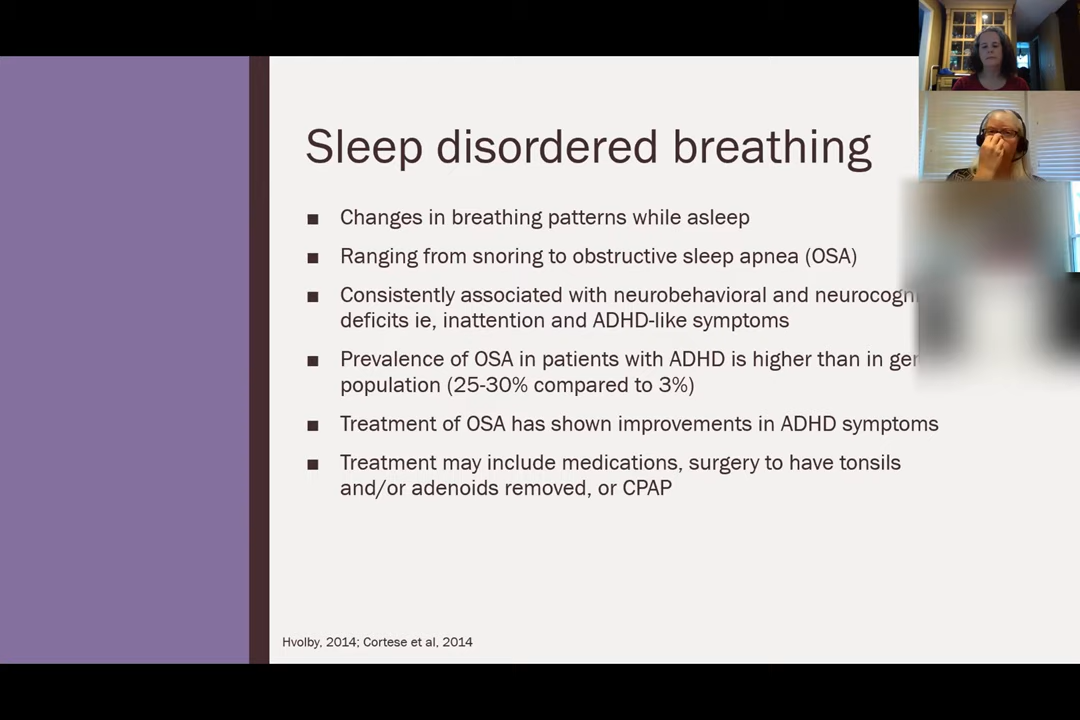 Sleep disordered breathing
■ Changes in breathing patterns while asleep
■ Ranging from snoring to obstructive sleep apnea (OSA)
■ Consistently associated with neurobehavioral and
deficits ie, inattention and ADHD-like symptoms
■ Prevalence of OSA in patients with ADHD is higher than in
population (25-30% compared to 3%)
■ Treatment of OSA has shown improvements in ADHD symptoms
■ Treatment may include medications, surgery to have tonsils
and/or adenoids removed, or CPAP
Hvolby, 2014; Cortese et al, 2014